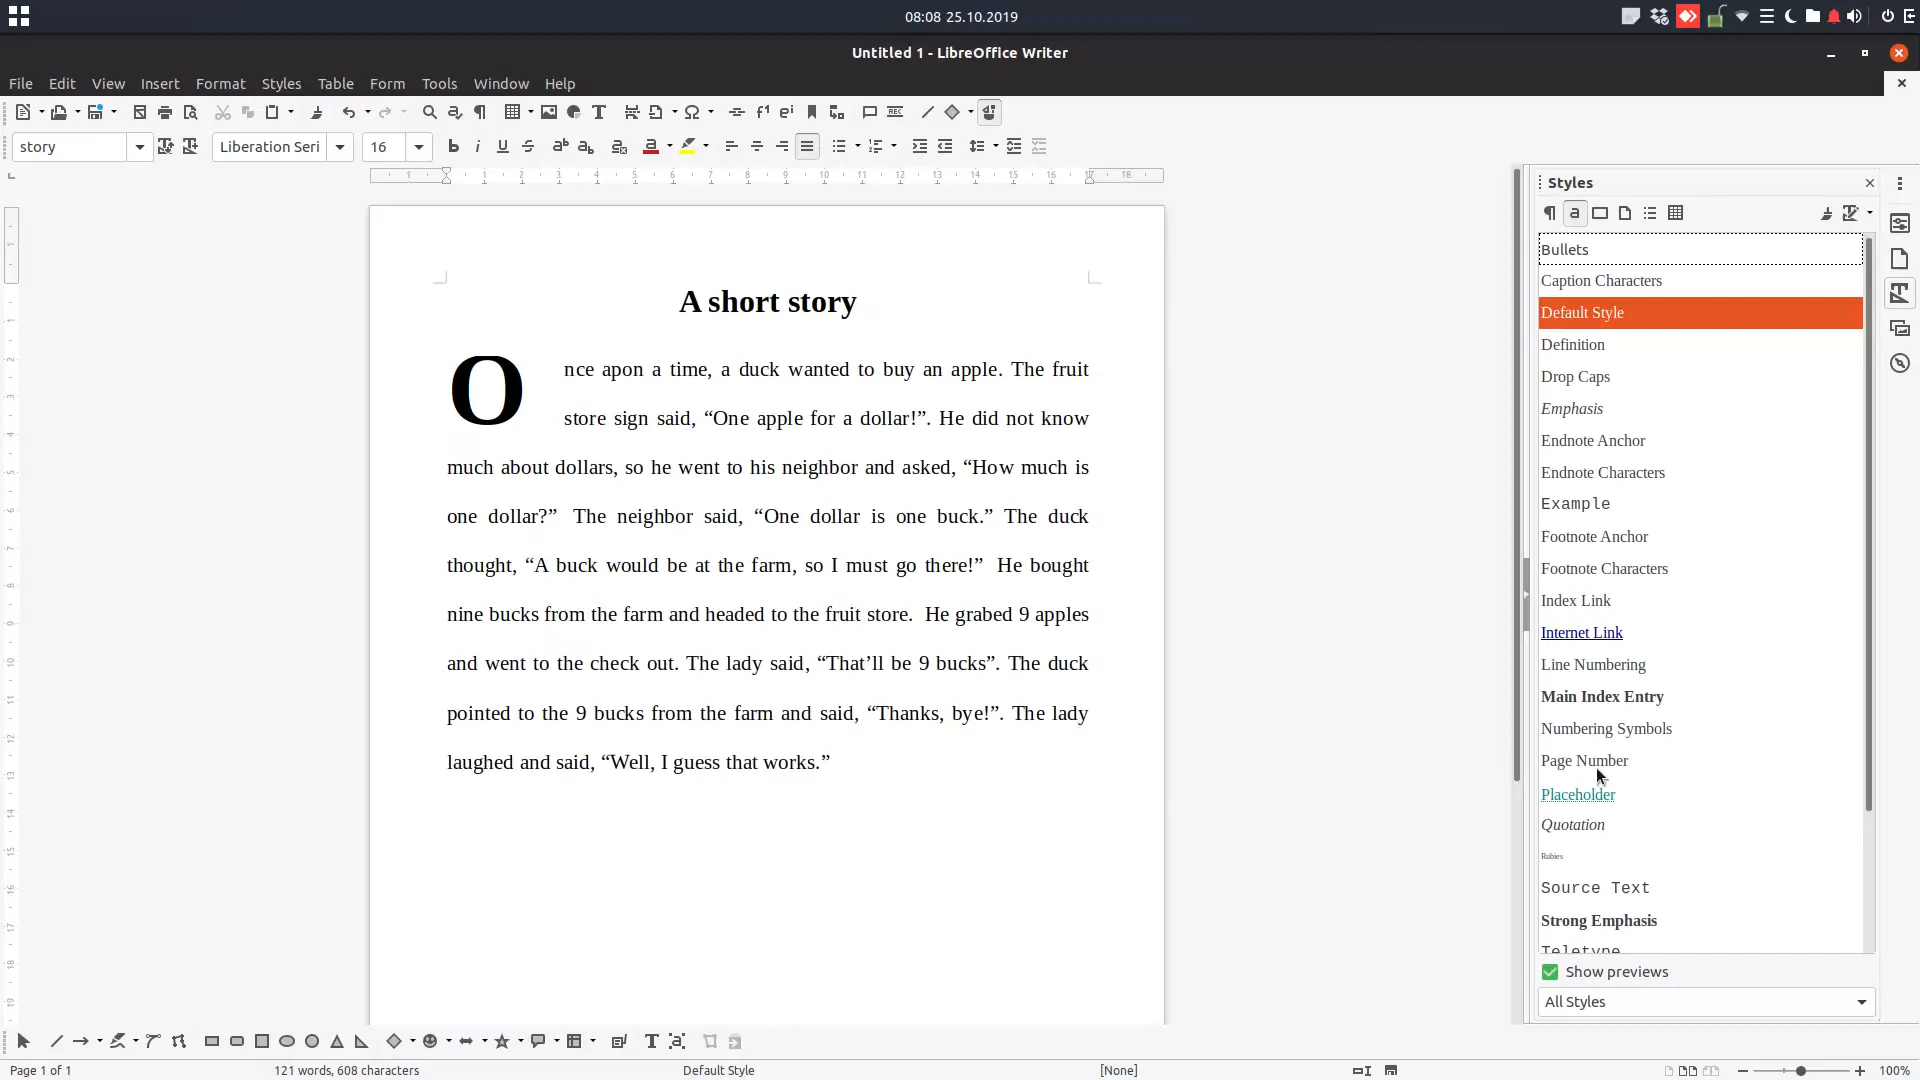 08:08 25.10.2019
Untitled 1 - LibreOffice Writer
File Edit View Insert Format Styles Table Form Tools Window Help
story Liberation Seri 16
Styles
A short story
Once apon a time, a duck wanted to buy an apple. The fruit
store sign said, “One apple for a dollar!”. He did not know
much about dollars, so he went to his neighbor and asked, “How much is
one dollar?” The neighbor said, “One dollar is one buck.” The duck
thought, “A buck would be at the farm, so I must go there!” He bought
nine bucks from the farm and headed to the fruit store. He grabed 9 apples
and went to the check out. The lady said, “That’ll be 9 bucks”. The duck
pointed to the 9 bucks from the farm and said, “Thanks, bye!”. The lady
laughed and said, “Well, I guess that works.”
Bullets
Caption Characters
Default Style
Definition
Drop Caps
Emphasis
Endnote Anchor
Endnote Characters
Example
Footnote Anchor
Footnote Characters
Index Link
Internet Link
Line Numbering
Main Index Entry
Numbering Symbols
Page Number
Placeholder
Quotation
Rubies
Source Text
Strong Emphasis
Teletype
Show previews
All Styles
Page 1 of 1 121 words, 608 characters Default Style [None] 100%